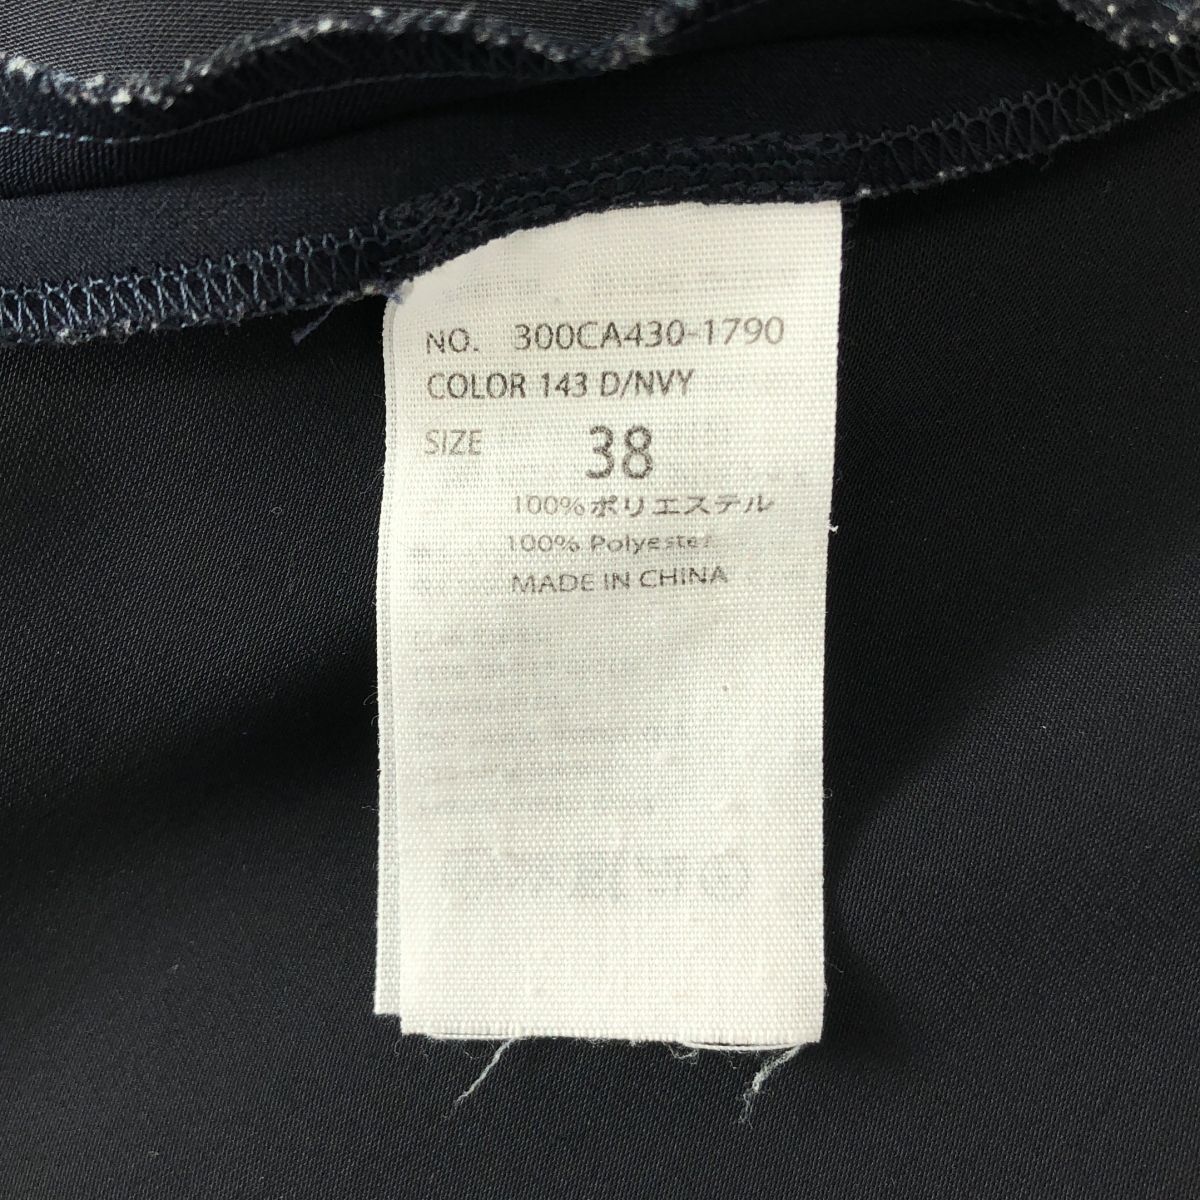 NO. 300CA430-1790
COLOR 143 D/NVY
SIZE 38
100%ポリエステル
100% Polyester
MADE IN CHINA